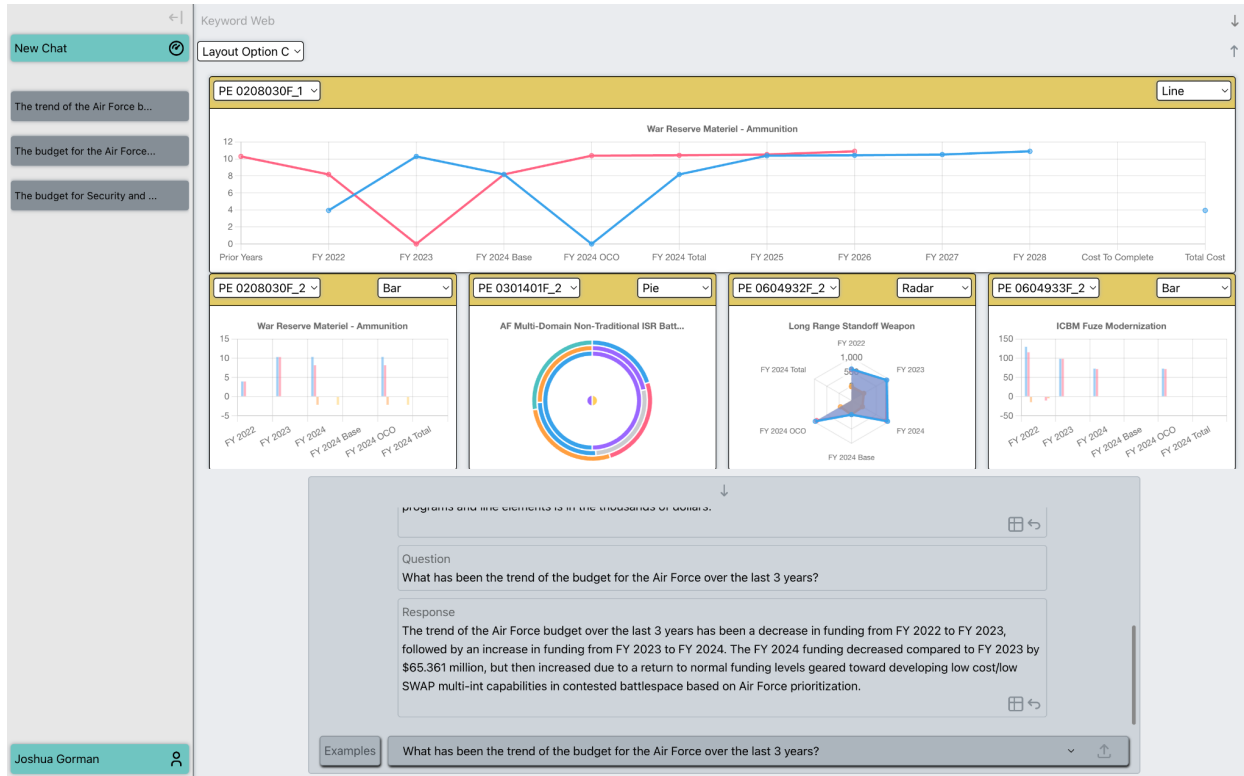 Keyword Web
New Chat
Layout Option C
The trend of the Air Force b...
The budget for the Air Force...
The budget for Security and ...
PE 0208030F_1
Line
War Reserve Materiel - Ammunition
12
10
8
6
4
2
0
Prior Years FY 2022 FY 2023 FY 2024 Base FY 2024 OCO FY 2024 Total FY 2025 FY 2026 FY 2027 FY 2028 Cost To Complete Total Cost
PE 0208030F_2
Bar
War Reserve Materiel - Ammunition
15
10
5
0
-5
FY 2022 FY 2023 FY 2024 FY 2024 Base FY 2024 OCO FY 2024 Total
PE 0301401F_2
Pie
AF Multi-Domain Non-Traditional ISR Batt...
PE 0604932F_2
Radar
Long Range Standoff Weapon
FY 2022
1,000
FY 2024 Total
FY 2023
FY 2024 OCO
FY 2024
FY 2024 Base
PE 0604933F_2
Bar
ICBM Fuze Modernization
150
100
50
0
-50
FY 2022 FY 2023 FY 2024 FY 2024 Base FY 2024 OCO FY 2024 Total
programs and line elements is in the thousands of dollars.
Question
What has been the trend of the budget for the Air Force over the last 3 years?
Response
The trend of the Air Force budget over the last 3 years has been a decrease in funding from FY 2022 to FY 2023,
followed by an increase in funding from FY 2023 to FY 2024. The FY 2024 funding decreased compared to FY 2023 by
$65.361 million, but then increased due to a return to normal funding levels geared toward developing low cost/low
SWAP multi-int capabilities in contested battlespace based on Air Force prioritization.
Examples
What has been the trend of the budget for the Air Force over the last 3 years?
Joshua Gorman